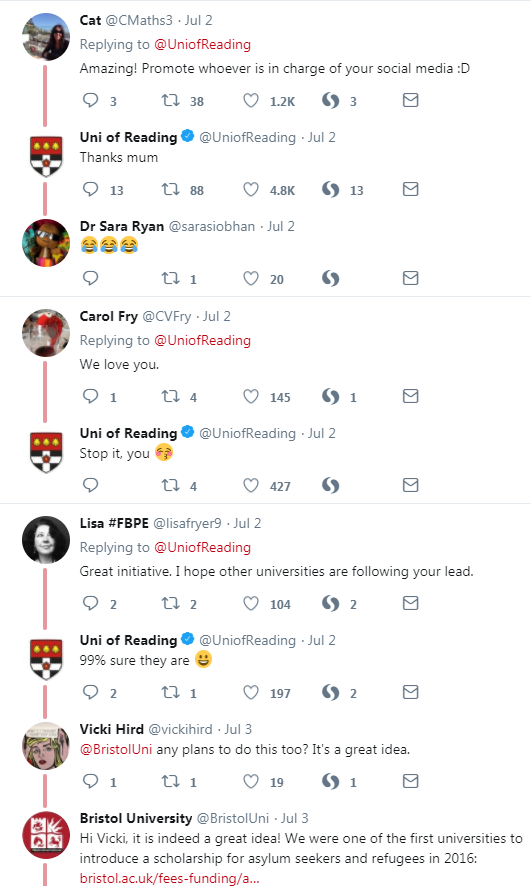 Cat @CMaths3 · Jul 2
Replying to @UniofReading
Amazing! Promote whoever is in charge of your social media :D
3 38 1.2K 3
Uni of Reading @UniofReading · Jul 2
Thanks mum
13 88 4.8K 13
Dr Sara Ryan @sarasiobhan · Jul 2
😂😂😂
1 20
Carol Fry @CVFry · Jul 2
Replying to @UniofReading
We love you.
1 4 145 1
Uni of Reading @UniofReading · Jul 2
Stop it, you 😚
4 427
Lisa #FBPE @lisafryer9 · Jul 2
Replying to @UniofReading
Great initiative. I hope other universities are following your lead.
2 2 104 2
Uni of Reading @UniofReading · Jul 2
99% sure they are 😀
2 1 197 2
Vicki Hird @vickihird · Jul 3
@BristolUni any plans to do this too? It's a great idea.
1 1 19 1
Bristol University @BristolUni · Jul 3
Hi Vicki, it is indeed a great idea! We were one of the first universities to
introduce a scholarship for asylum seekers and refugees in 2016:
bristol.ac.uk/fees-funding/a...